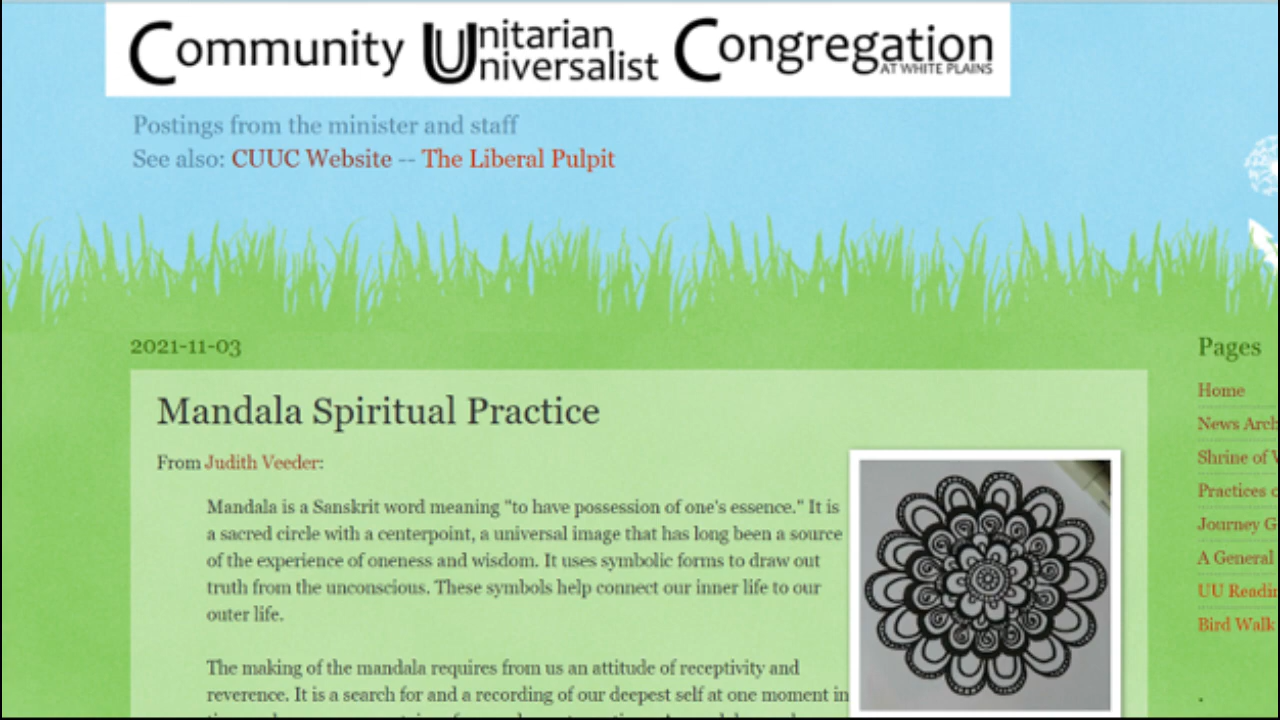 Community Unitarian Universalist Congregation
AT WHITE PLAINS
Postings from the minister and staff
See also: CUUC Website -- The Liberal Pulpit
2021-11-03
Mandala Spiritual Practice
From Judith Veeder:
Mandala is a Sanskrit word meaning "to have possession of one's essence." It is
a sacred circle with a centerpoint, a universal image that has long been a source
of the experience of oneness and wisdom. It uses symbolic forms to draw out
truth from the unconscious. These symbols help connect our inner life to our
outer life.
The making of the mandala requires from us an attitude of receptivity and
reverence. It is a search for and a recording of our deepest self at one moment in
Pages
Home
News Arch
Shrine of
Practices
Journey G
A General
UU Readin
Bird Walk